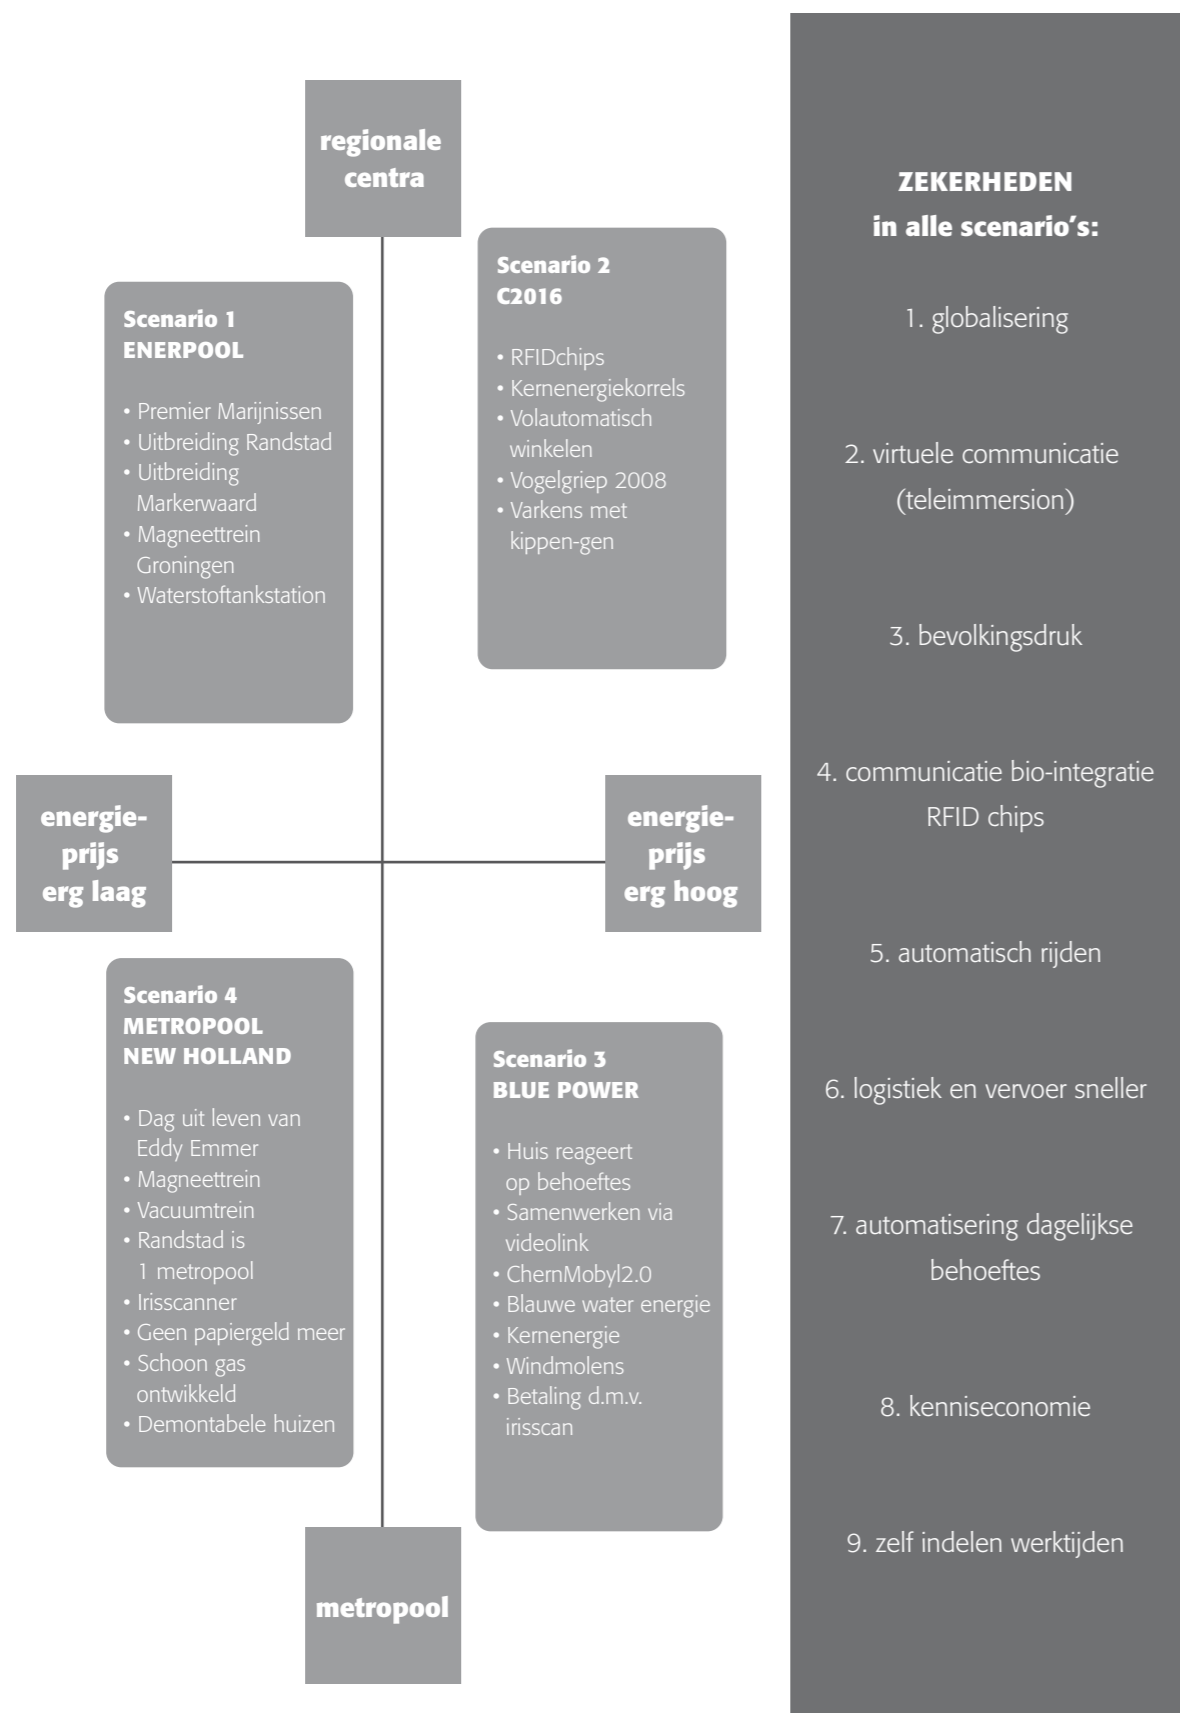 regionale
centra
Scenario 1
ENERPOOL
• Premier Marijnissen
• Uitbreiding Randstad
• Uitbreiding
Markerwaard
• Magneettrein
Groningen
• Waterstoftankstation
Scenario 2
C2016
• RFIDchips
• Kernenergiekorrels
• Volautomatisch
winkelen
• Vogelgriep 2008
• Varkens met
kippen-gen
energie-
prijs
erg laag
energie-
prijs
erg hoog
Scenario 4
METROPOOL
NEW HOLLAND
• Dag uit leven van
Eddy Emmer
• Magneettrein
• Vacuumtrein
• Randstad is
1 metropool
• Irisscanner
• Geen papiergeld meer
• Schoon gas
ontwikkeld
• Demontabele huizen
Scenario 3
BLUE POWER
• Huis reageert
op behoeftes
• Samenwerken via
videolink
• ChernMobyl2.0
• Blauwe water energie
• Kernenergie
• Windmolens
• Betaling d.m.v.
irisscan
metropool
ZEKERHEDEN
in alle scenario's:
1. globalisering
2. virtuele communicatie
(teleimmersion)
3. bevolkingsdruk
4. communicatie bio-integratie
RFID chips
5. automatisch rijden
6. logistiek en vervoer sneller
7. automatisering dagelijkse
behoeftes
8. kenniseconomie
9. zelf indelen werktijden